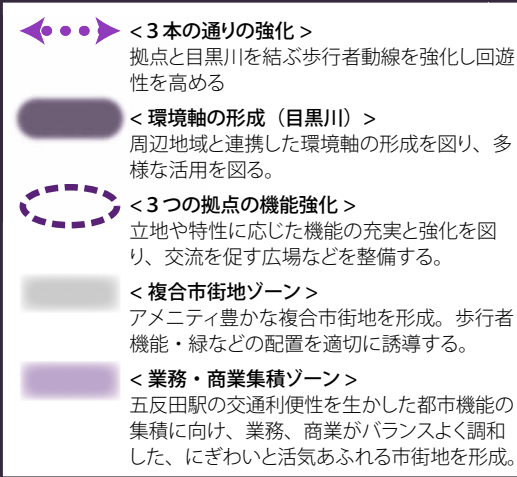 < 3 本の通りの強化 >
拠点と目黒川を結ぶ歩行者動線を強化し回遊
性を高める
< 環境軸の形成（目黒川）>
周辺地域と連携した環境軸の形成を図り、多
様な活用を図る。
< 3 つの拠点の機能強化 >
立地や特性に応じた機能の充実と強化を図
り、交流を促す広場などを整備する。
< 複合市街地ゾーン >
アメニティ豊かな複合市街地を形成。歩行者
機能・緑などの配置を適切に誘導する。
< 業務・商業集積ゾーン >
五反田駅の交通利便性を生かした都市機能の
集積に向け、業務、商業がバランスよく調和
した、にぎわいと活気あふれる市街地を形成。